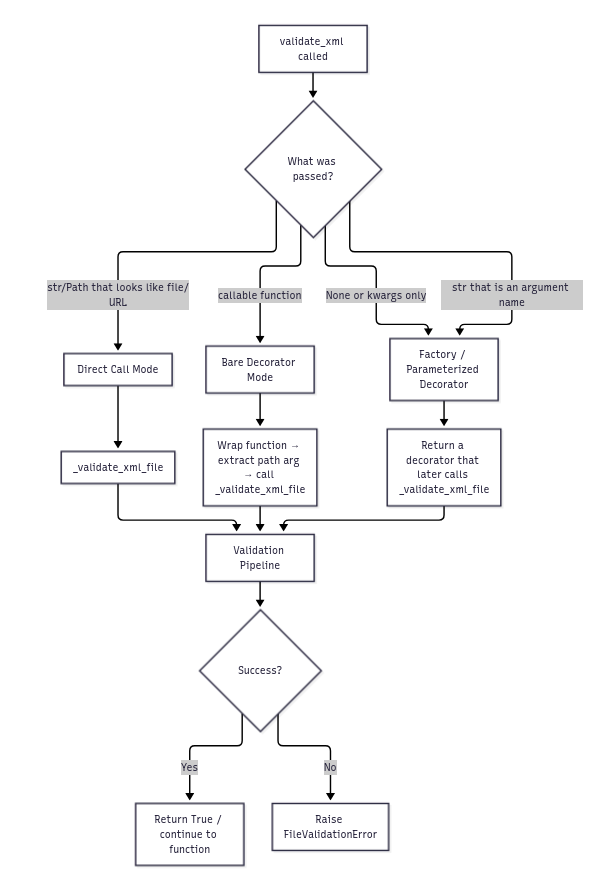 validate_xml
called
What was
passed?
str/Path that looks like file/
URL
callable function
None or kwargs only
str that is an argument
name
Direct Call Mode
Bare Decorator
Mode
Factory /
Parameterized
Decorator
_validate_xml_file
Wrap function →
extract path arg
→ call
_validate_xml_file
Return a
decorator that
later calls
_validate_xml_file
Validation
Pipeline
Success?
Yes
No
Return True /
continue to
function
Raise
FileValidationError